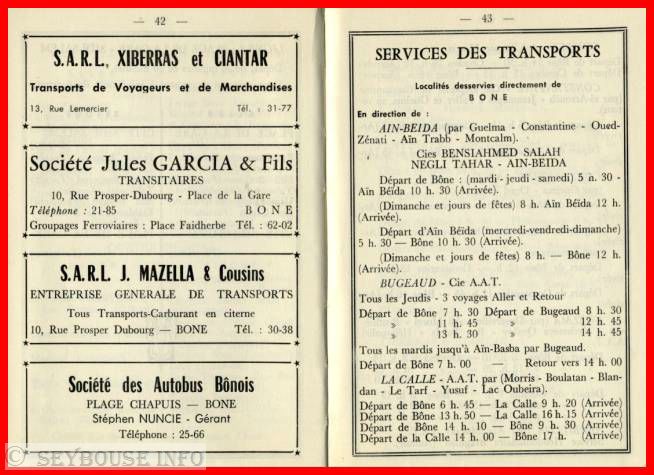 — 42 —
S.A.R.L. XIBERRAS et CIANTAR
Transports de Voyageurs et de Marchandises
13, Rue Lemercier Tél. : 31-77
Société Jules GARCIA & Fils
TRANSITAIRES
10, Rue Prosper-Dubourg - Place de la Gare
Téléphone : 21-85 BONE
Groupages Ferroviaires : Place Faidherbe Tél. : 62-02
S.A.R.L. J. MAZELLA & Cousins
ENTREPRISE GENERALE DE TRANSPORTS
Tous Transports-Carburant en citerne
10, Rue Prosper Dubourg — BONE Tél. : 30-38
Société des Autobus Bônois
PLAGE CHAPUIS — BONE
Stéphen NUNCIE - Gérant
Téléphone : 25-66
— 43 —
SERVICES DES TRANSPORTS
Localités desservies directement de
BONE
En direction de :
AIN-BEIDA (par Guelma - Constantine - Oued-
Zénati - Aïn Trabb - Montcalm).
Cies BENSIAHMED SALAH
NEGLI TAHAR - AIN-BEIDA
Départ de Bône : (mardi - jeudi - samedi) 5 n. 30 -
Aïn Béïda 10 h. 30 (Arrivée).
(Dimanche et jours de fêtes) 8 h. Aïn Béïda 12 h.
(Arrivée).
Départ d'Aïn Béïda (mercredi-vendredi-dimanche)
5 h. 30 — Bône 10 h. 30 (Arrivée).
(Dimanche et jours de fêtes) 8 h. — Bône 12 h.
(Arrivée).
BUGEAUD - Cie A.A.T.
Tous les Jeudis - 3 voyages Aller et Retour
Départ de Bône 7 h. 30 Départ de Bugeaud 8 h. 30
» 11 h. 45 » 12 h. 45
» 13 h. 30 » 14 h. 45
Tous les mardis jusqu'à Aïn-Basba par Bugeaud.
Départ de Bône 7 h. 00 — Retour vers 14 h. 00
LA CALLE - A.A.T. par (Morris - Boulatan - Blan-
dan - Le Tarf - Yusuf - Lac Oubeira).
Départ de Bône 6 h. 45 — La Calle 9 h. 20 (Arrivée)
Départ de Bône 13 h. 50 — La Calle 16 h. 15 (Arrivée)
Départ de Bône 14 h. 10 — Bône 9 h. 30 (Arrivée)
Départ de la Calle 14 h. 00 — Bône 17 h. (Arrivée)
© SEYBOUSE INFO